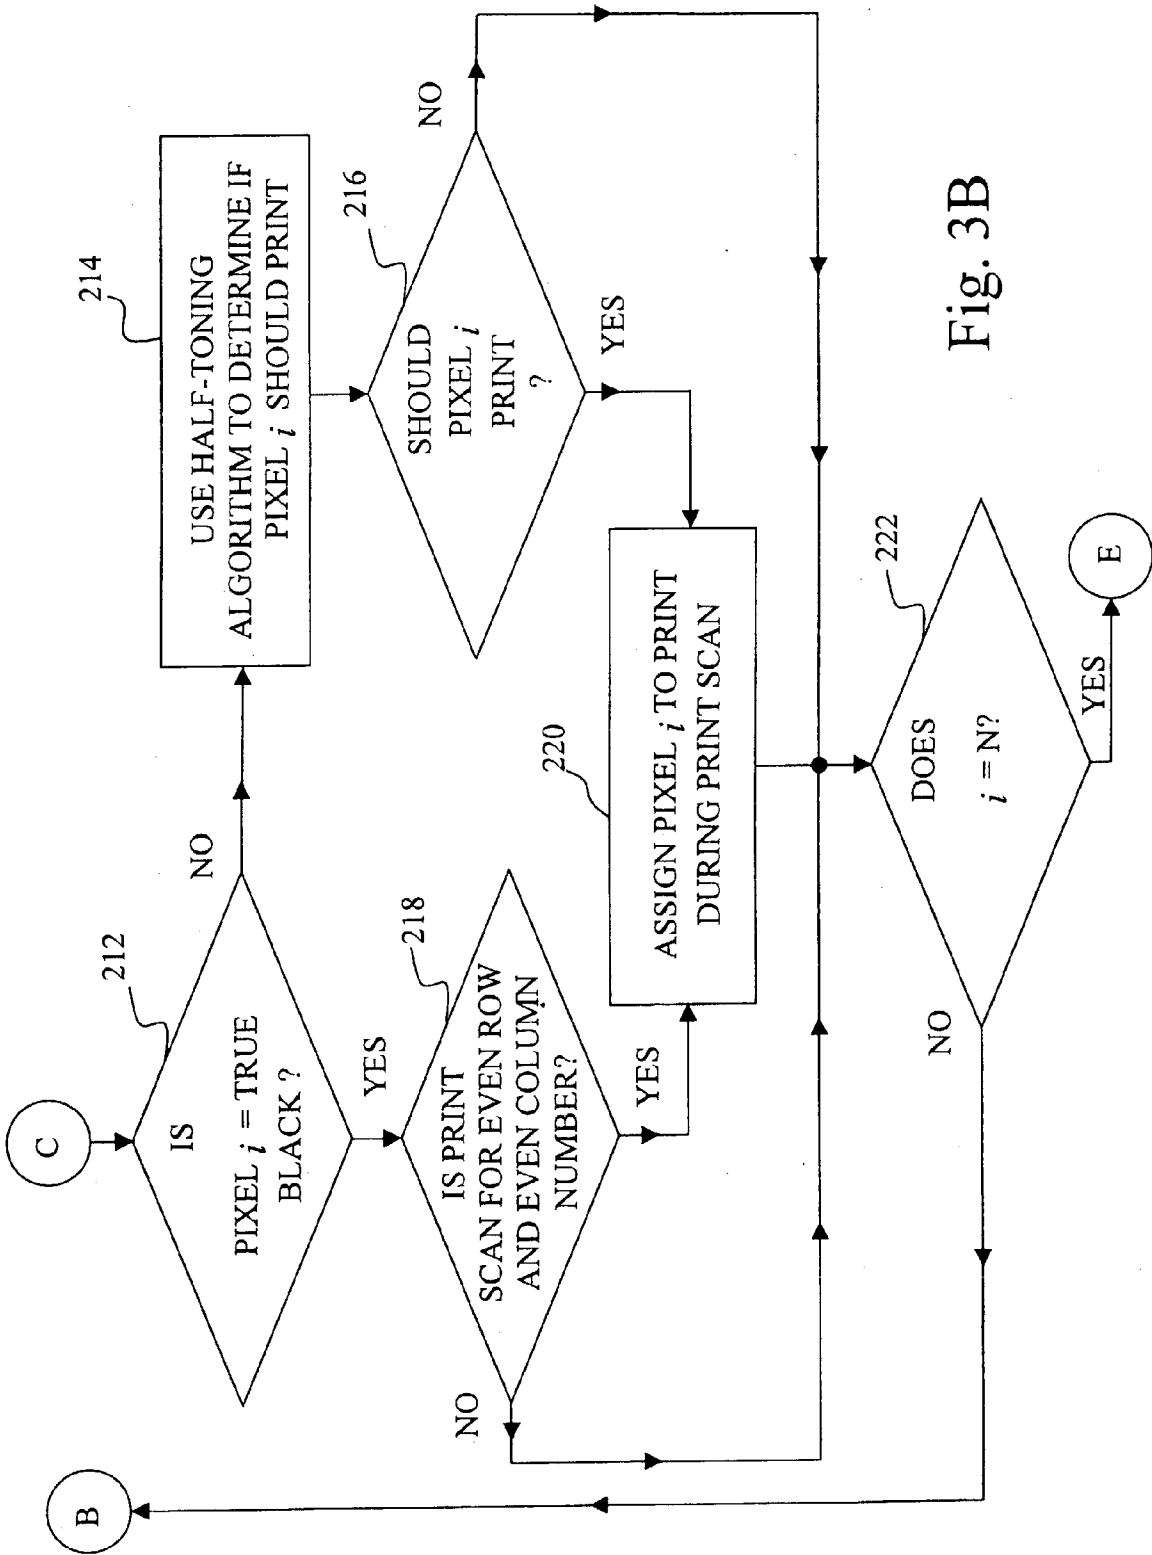 C
B
212
IS
PIXEL i = TRUE
BLACK ?
NO
YES
214
USE HALF-TONING
ALGORITHM TO DETERMINE IF
PIXEL i SHOULD PRINT
218
IS PRINT
SCAN FOR EVEN ROW
AND EVEN COLUMN
NUMBER?
NO
YES
216
SHOULD
PIXEL i
PRINT
?
NO
YES
220
ASSIGN PIXEL i TO PRINT
DURING PRINT SCAN
222
DOES
i = N?
NO
YES
E
Fig. 3B